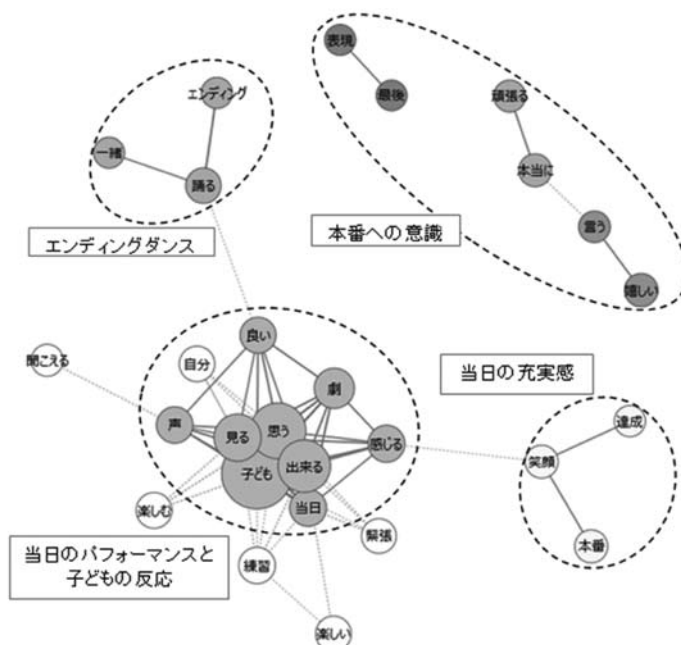 表現
最後
エンディング
頑張る
一緒
本当に
踊る
言う
エンディングダンス
本番への意識
嬉しい
良い
聞こえる
自分
当日の充実感
劇
声
達成
思う
見る
感じる
笑顔
出来る
子ども
当日
楽しむ
緊張
本番
当日のパフォーマンスと
子どもの反応
練習
楽しい